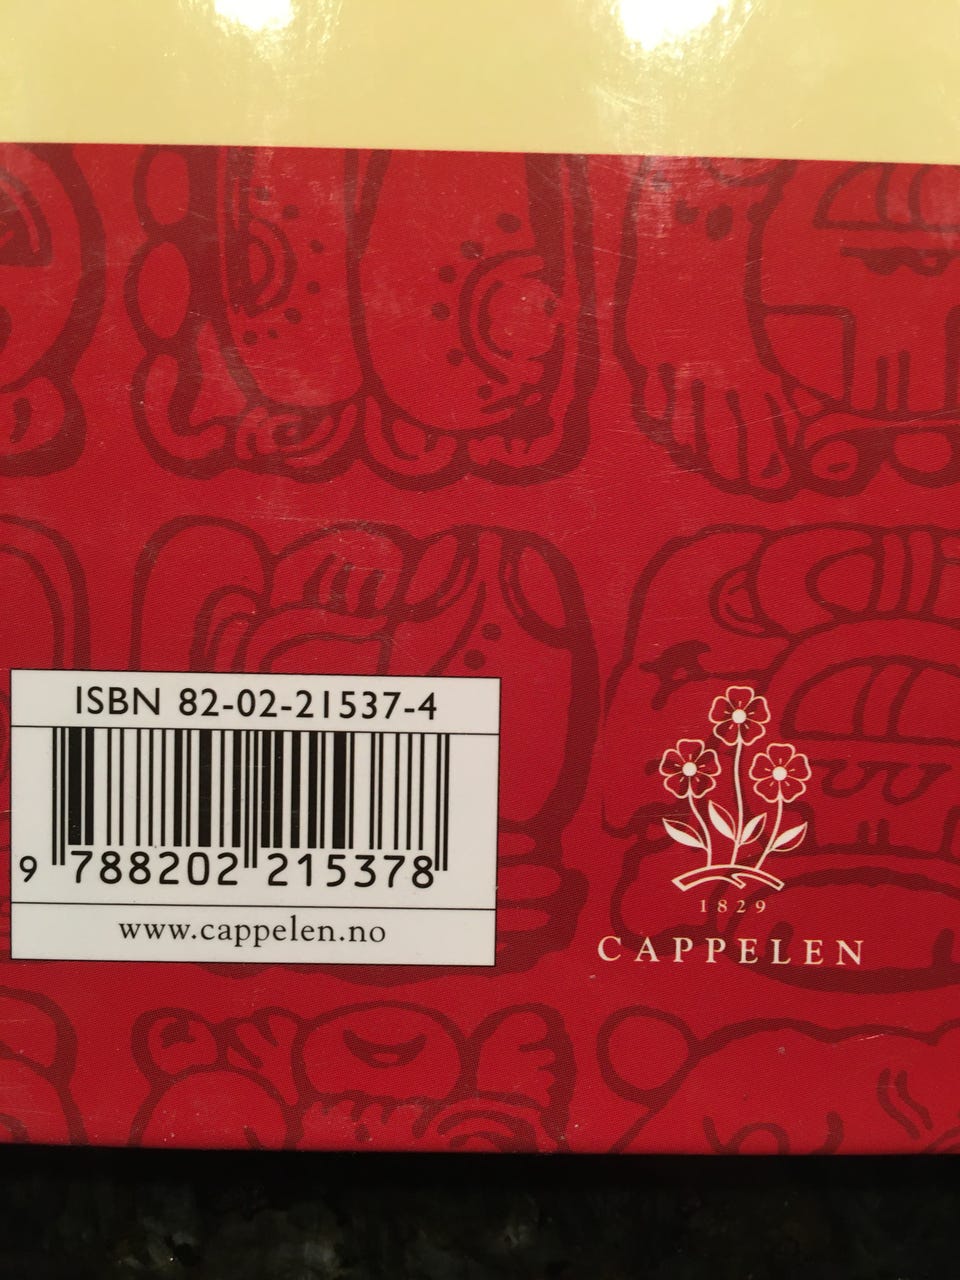 ISBN 82-02-21537-4
9 788202 215378
www.cappelen.no
1829
CAPPELEN